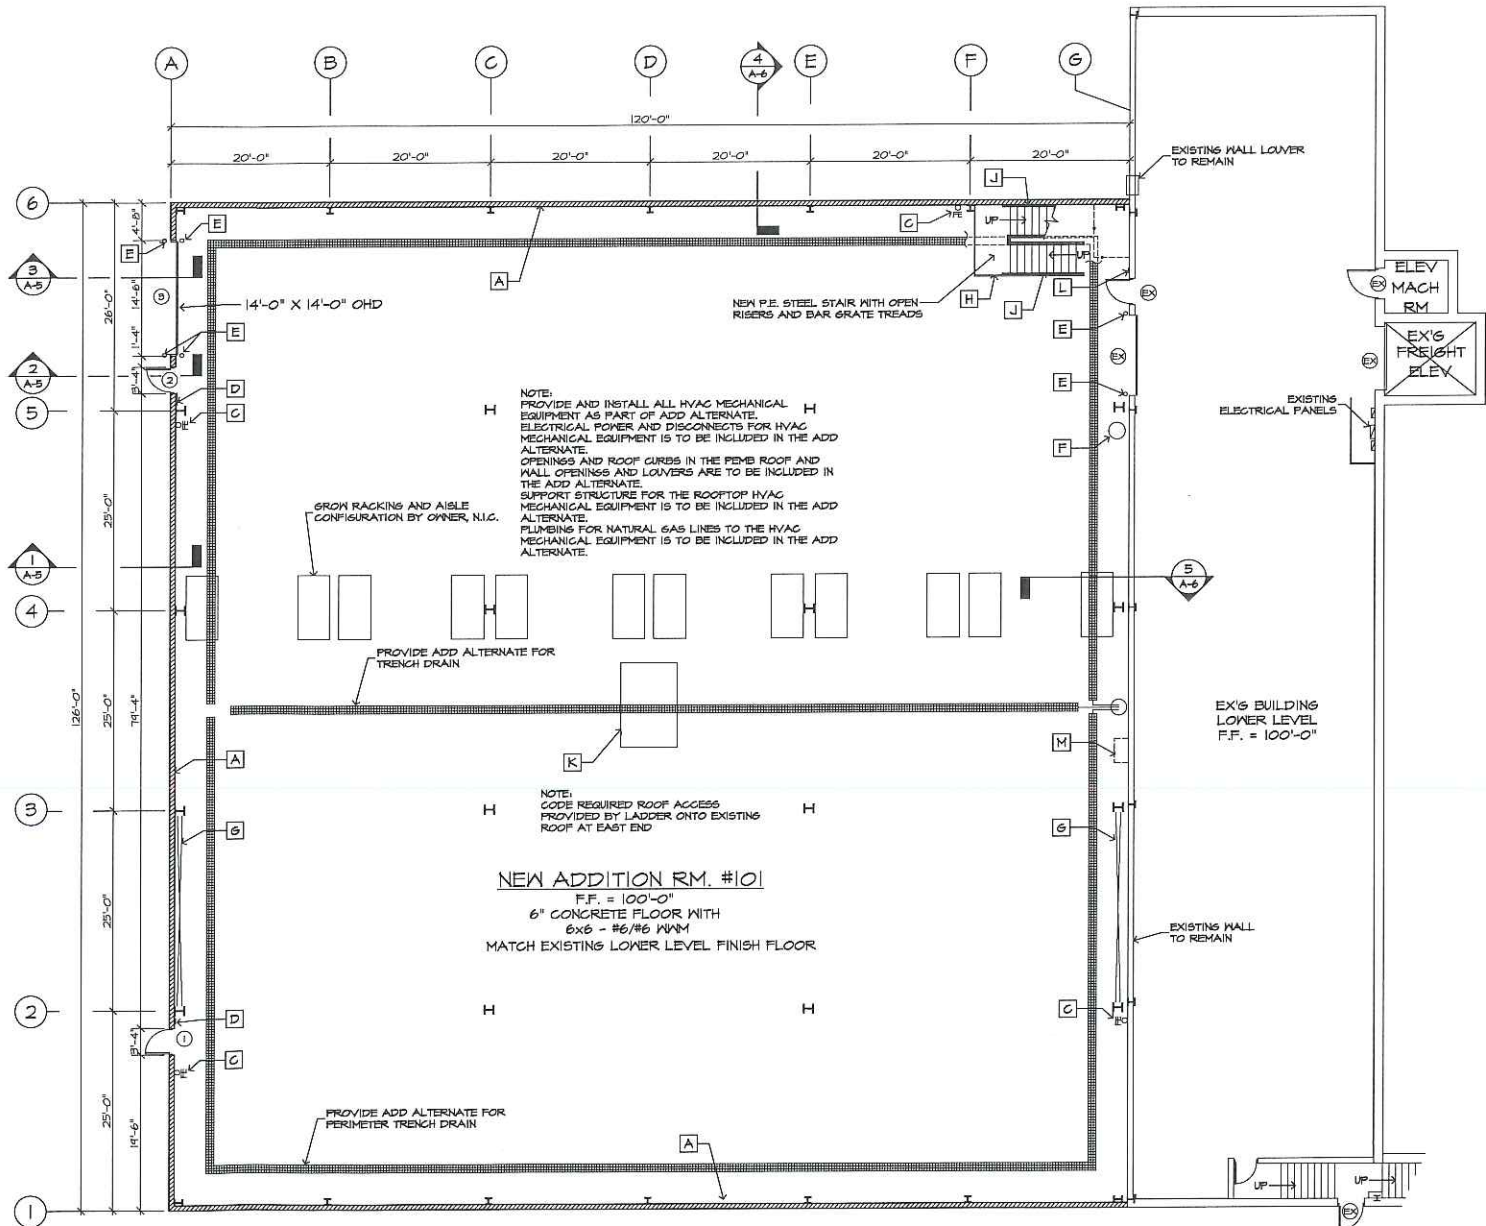 A
B
C
D
4
A-6
E
F
G
120'-0"
20'-0"
20'-0"
20'-0"
20'-0"
20'-0"
20'-0"
EXISTING WALL LOUVER
TO REMAIN
6
J
C
FE
UP
E
4'-8"
E
3
A-5
A
UP
L
EX
ELEV
MACH
RM
EX
3
14'-0" X 14'-0" OHD
14'-6"
26'-0"
NEW P.E. STEEL STAIR WITH OPEN
RISERS AND BAR GRATE TREADS
H
J
E
E
1'-4"
EX
EX
EX'G
FREIGHT
ELEV
2
A-5
2
3'-4"
D
E
5
C
FE
EXISTING
ELECTRICAL PANELS
NOTE:
PROVIDE AND INSTALL ALL HVAC MECHANICAL
EQUIPMENT AS PART OF ADD ALTERNATE.
ELECTRICAL POWER AND DISCONNECTS FOR HVAC
MECHANICAL EQUIPMENT IS TO BE INCLUDED IN THE ADD
ALTERNATE.
OPENINGS AND ROOF CURBS IN THE PEMB ROOF AND
WALL OPENINGS AND LOUVERS ARE TO BE INCLUDED IN
THE ADD ALTERNATE.
SUPPORT STRUCTURE FOR THE ROOFTOP HVAC
MECHANICAL EQUIPMENT IS TO BE INCLUDED IN THE ADD
ALTERNATE.
PLUMBING FOR NATURAL GAS LINES TO THE HVAC
MECHANICAL EQUIPMENT IS TO BE INCLUDED IN THE ADD
ALTERNATE.
F
GROW RACKING AND AISLE
CONFIGURATION BY OWNER, N.I.C.
25'-0"
1
A-5
5
A-6
4
PROVIDE ADD ALTERNATE FOR
TRENCH DRAIN
126'-0"
25'-0"
79'-4"
EX'G BUILDING
LOWER LEVEL
F.F. = 100'-0"
M
A
K
3
NOTE:
CODE REQUIRED ROOF ACCESS
PROVIDED BY LADDER ONTO EXISTING
ROOF AT EAST END
G
G
NEW ADDITION RM. #101
F.F. = 100'-0"
6" CONCRETE FLOOR WITH
6x6 - #6/#6 WWM
MATCH EXISTING LOWER LEVEL FINISH FLOOR
25'-0"
EXISTING WALL
TO REMAIN
2
D
C
FE
3'-4"
1
C
FE
25'-0"
19'-6"
PROVIDE ADD ALTERNATE FOR
PERIMETER TRENCH DRAIN
A
UP
UP
1
EX